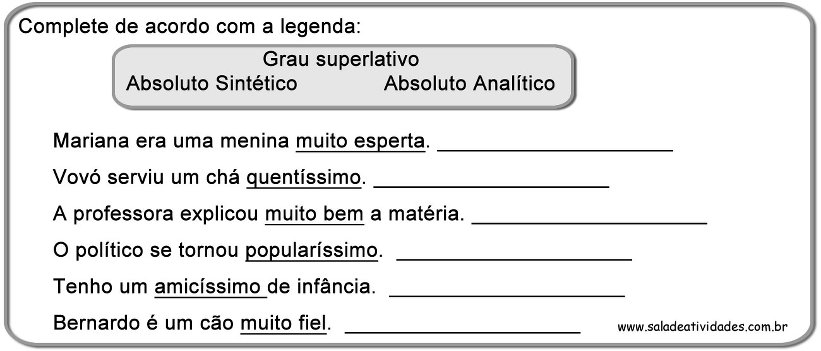 Complete de acordo com a legenda:
Grau superlativo
Absoluto Sintético Absoluto Analítico
Mariana era uma menina muito esperta. ____________________
Vovó serviu um chá quentíssimo. ____________________
A professora explicou muito bem a matéria. ____________________
O político se tornou popularíssimo. ____________________
Tenho um amicíssimo de infância. ____________________
Bernardo é um cão muito fiel. ____________________
www.saladeatividades.com.br